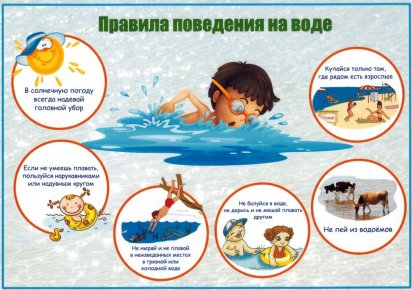 Правила поведения на воде
В солнечную погоду
всегда надевай
головной убор
Купайся только там,
где рядом есть взрослые
Если не умеешь плавать,
пользуйся нарукавниками
или надувным кругом
Не ныряй и не плавай
в неизведанных местах
в грязной или
холодной воде
Не балуйся в воде,
не дерись и не мешай плавать
другим
Не пей из водоёмов